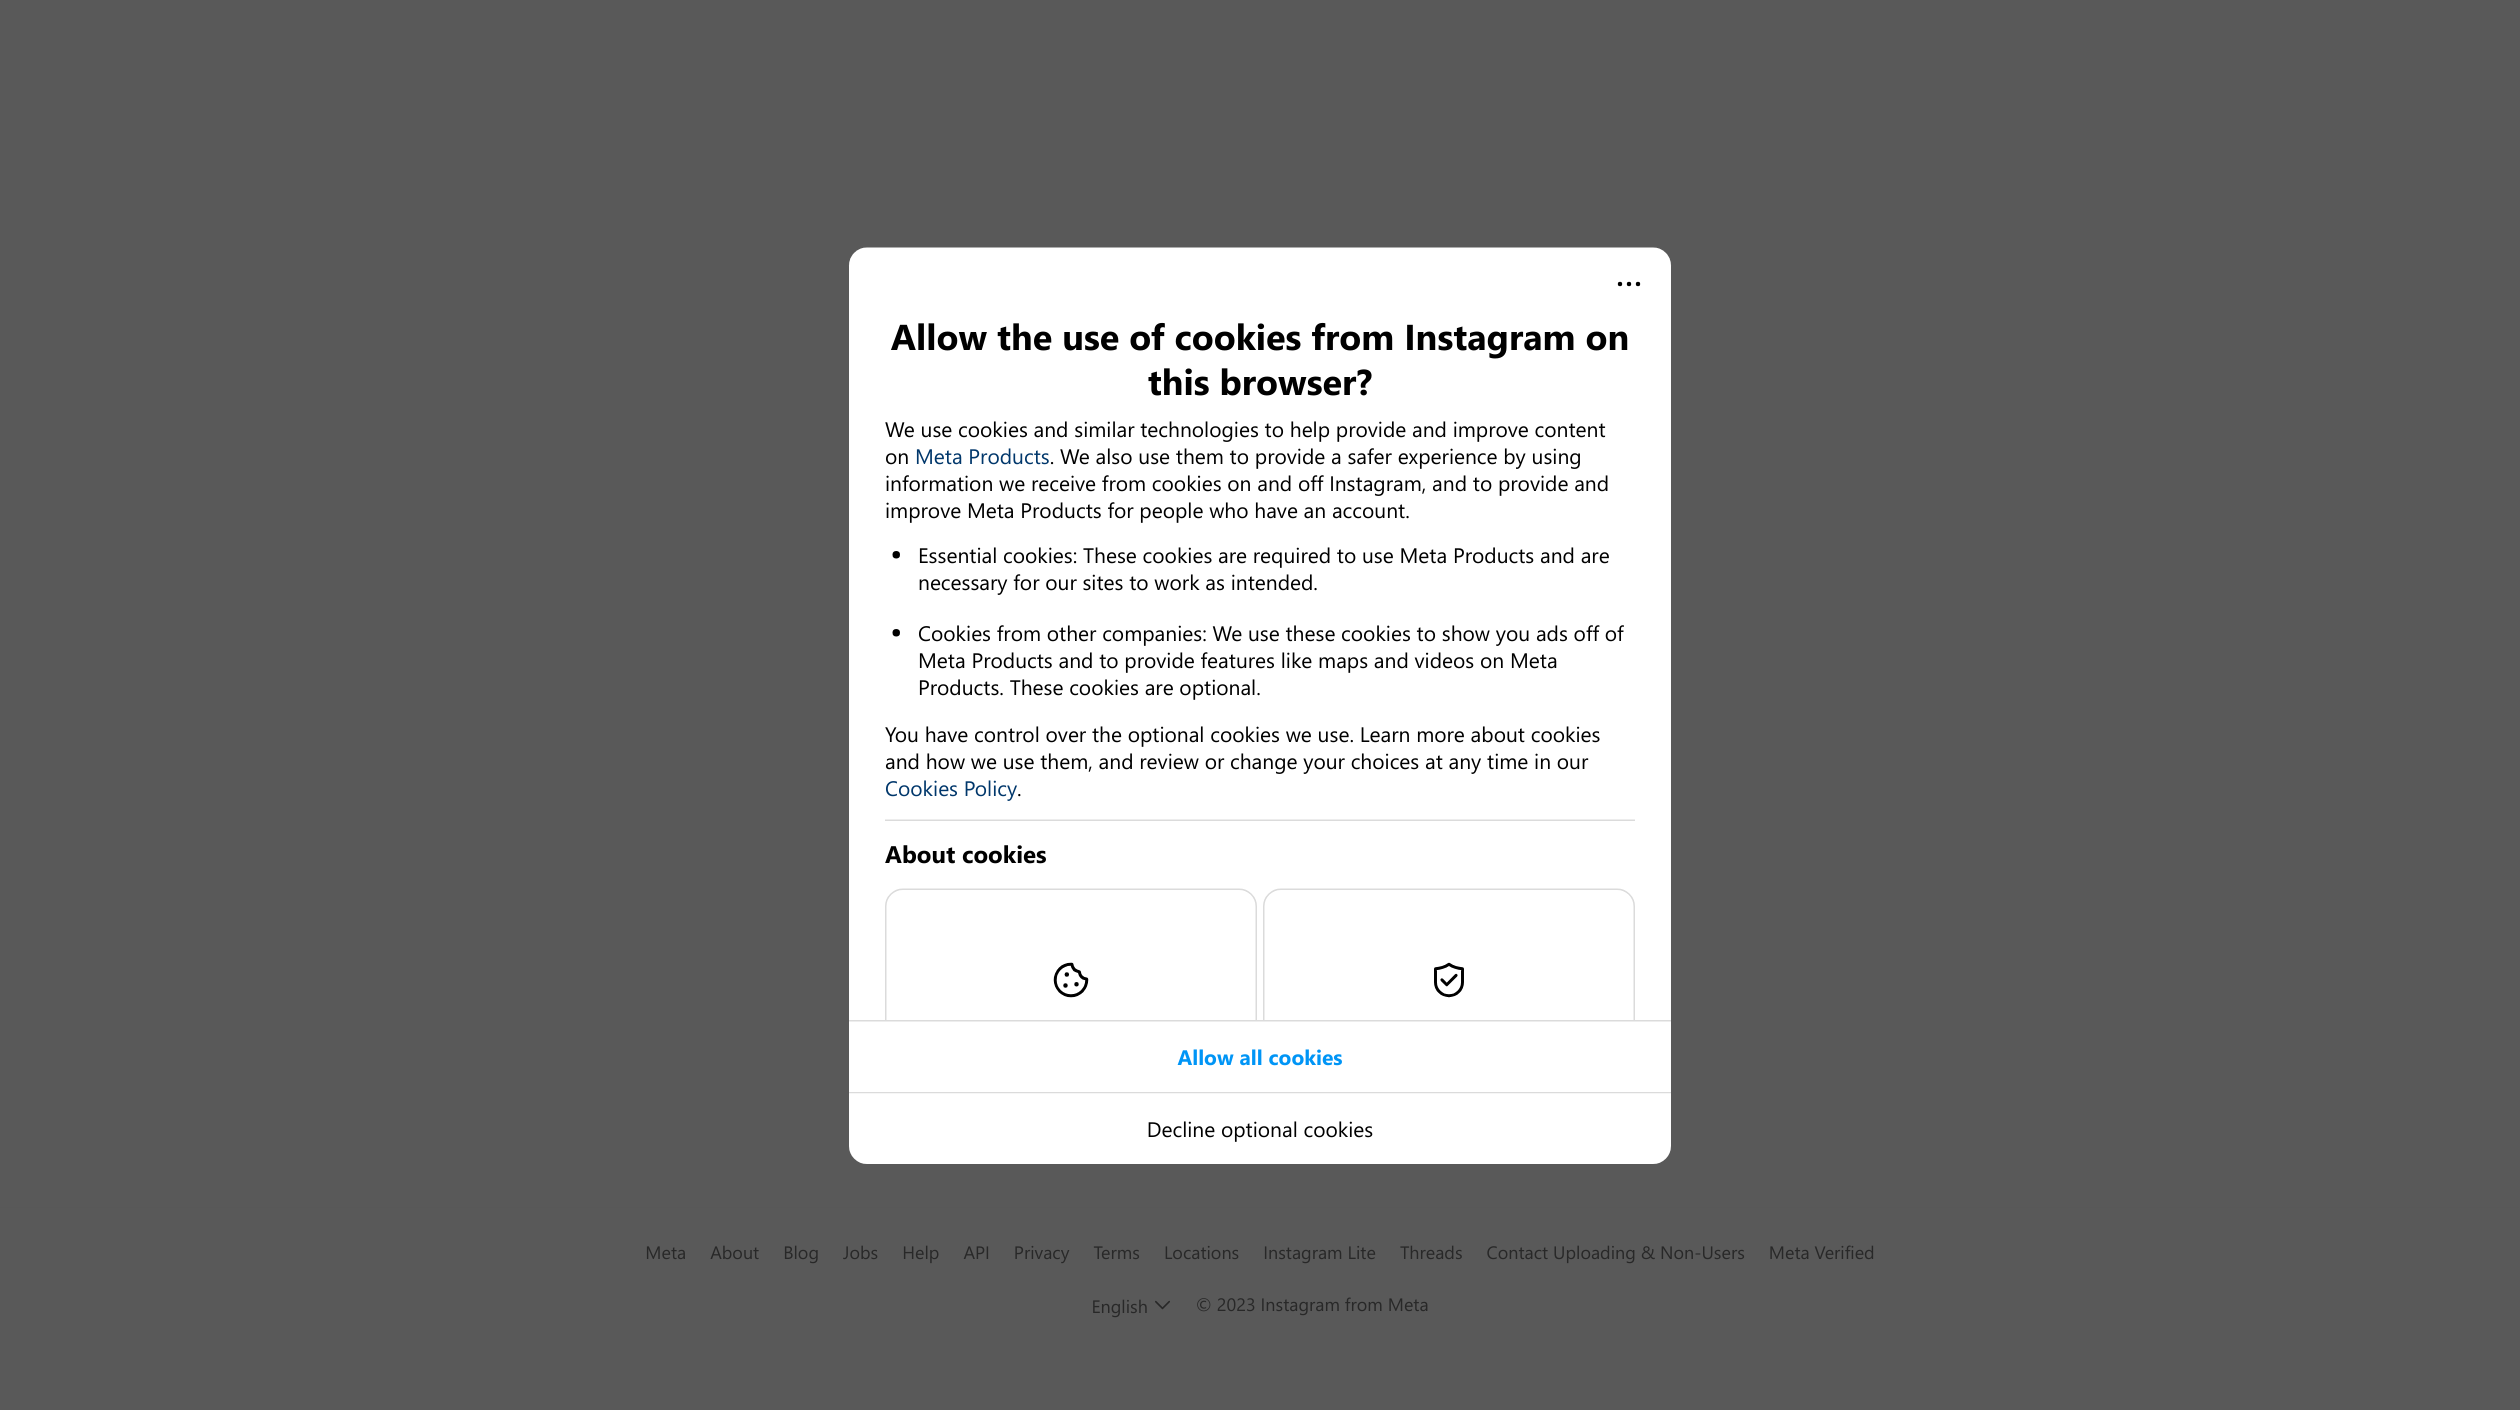 Allow the use of cookies from Instagram on
this browser?
We use cookies and similar technologies to help provide and improve content
on Meta Products. We also use them to provide a safer experience by using
information we receive from cookies on and off Instagram, and to provide and
improve Meta Products for people who have an account.
• Essential cookies: These cookies are required to use Meta Products and are
necessary for our sites to work as intended.
• Cookies from other companies: We use these cookies to show you ads off of
Meta Products and to provide features like maps and videos on Meta
Products. These cookies are optional.
You have control over the optional cookies we use. Learn more about cookies
and how we use them, and review or change your choices at any time in our
Cookies Policy.
About cookies
Allow all cookies
Decline optional cookies
Meta About Blog Jobs Help API Privacy Terms Locations Instagram Lite Threads Contact Uploading & Non-Users Meta Verified
English © 2023 Instagram from Meta